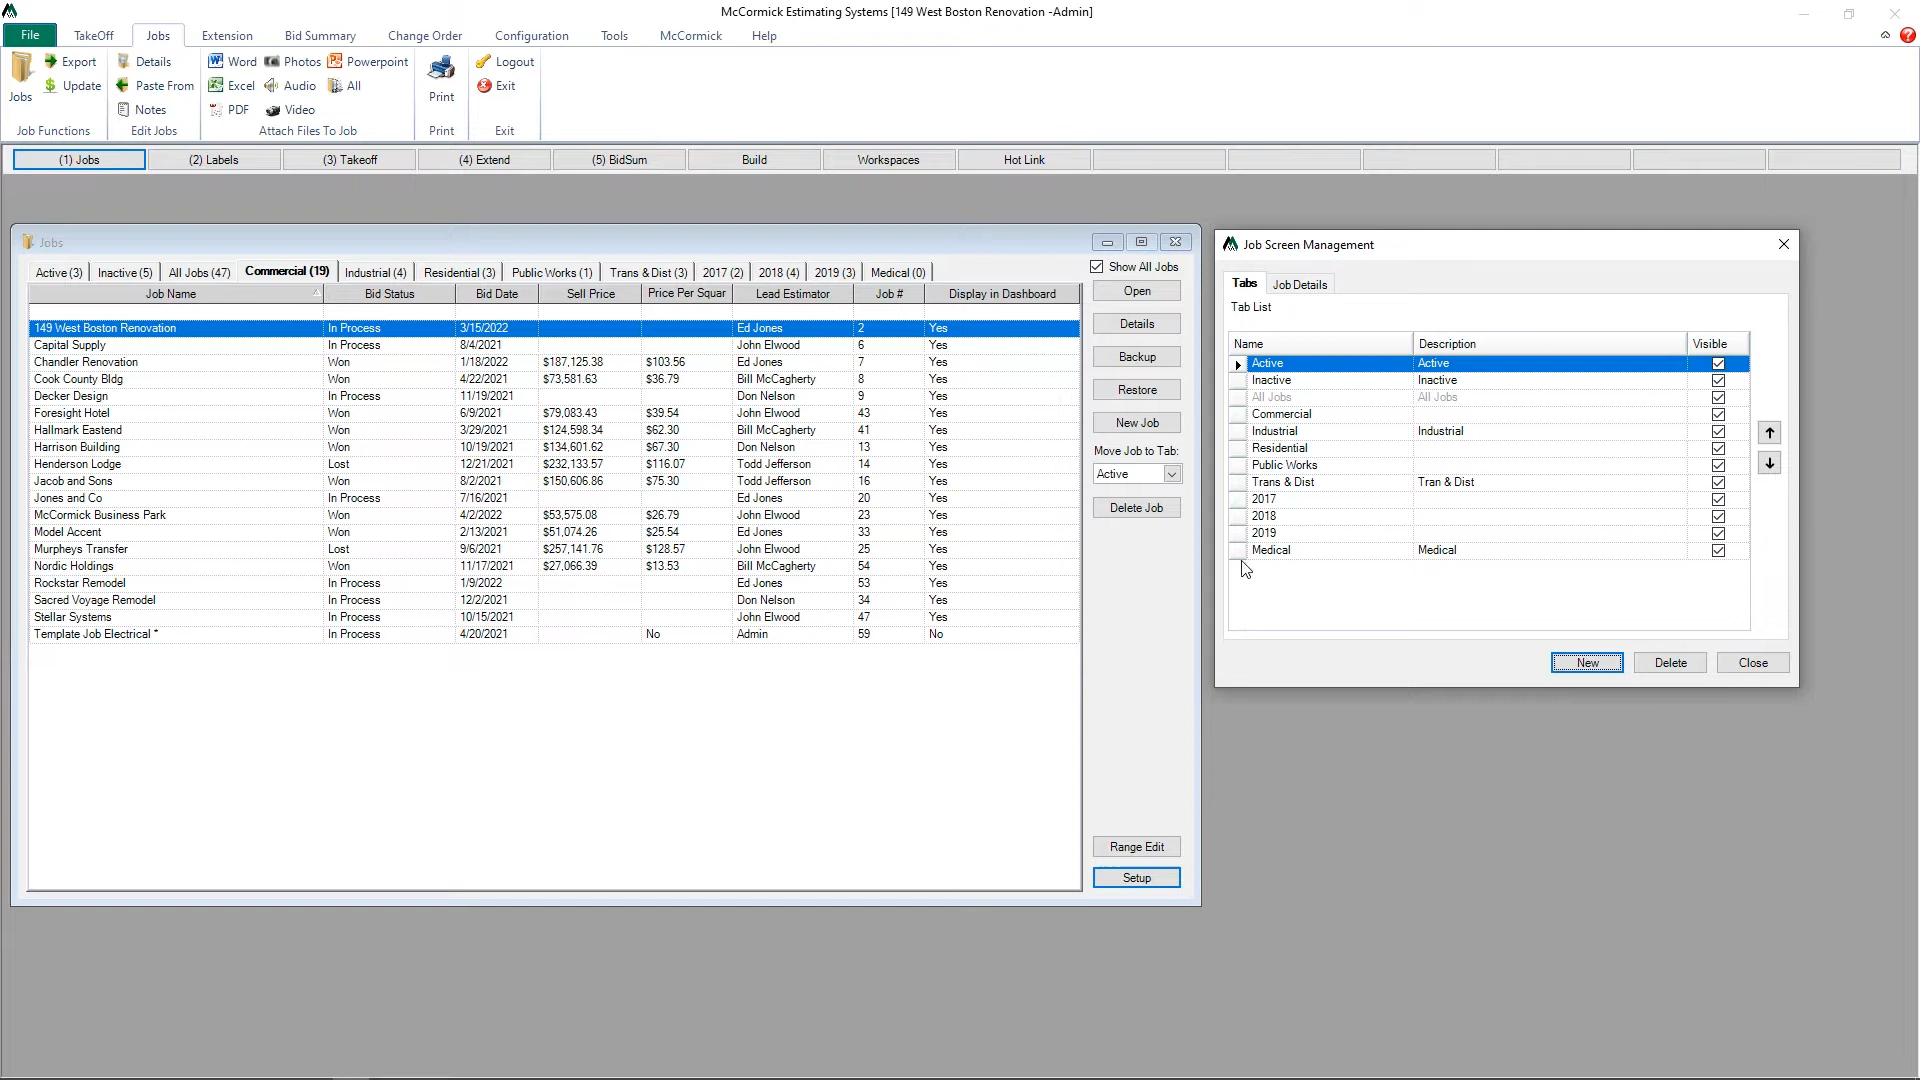 McCormick Estimating Systems [149 West Boston Renovation -Admin]
File TakeOff Jobs Extension Bid Summary Change Order Configuration Tools McCormick Help
Export Details Word Photos Powerpoint Logout
Update Paste From Excel Audio All Exit
Jobs Notes PDF Video Print
Job Functions Edit Jobs Attach Files To Job Print Exit
(1) Jobs (2) Labels (3) Takeoff (4) Extend (5) BidSum Build Workspaces Hot Link
Jobs
Active (3) Inactive (5) All Jobs (47) Commercial (19) Industrial (4) Residential (3) Public Works (1) Trans & Dist (3) 2017 (2) 2018 (4) 2019 (3) Medical (0)
Job Name Bid Status Bid Date Sell Price Price Per Squar Lead Estimator Job # Display in Dashboard
149 West Boston Renovation In Process 3/15/2022 Ed Jones 2 Yes
Capital Supply In Process 8/4/2021 John Elwood 6 Yes
Chandler Renovation Won 1/18/2022 $187,125.38 $103.56 Ed Jones 7 Yes
Cook County Bldg Won 4/22/2021 $73,581.63 $36.79 Bill McCagherty 8 Yes
Decker Design In Process 11/19/2021 Don Nelson 9 Yes
Foresight Hotel Won 6/9/2021 $79,083.43 $39.54 John Elwood 43 Yes
Hallmark Eastend Won 3/29/2021 $124,598.34 $62.30 Bill McCagherty 41 Yes
Harrison Building Won 10/19/2021 $134,601.62 $67.30 Don Nelson 13 Yes
Henderson Lodge Lost 12/21/2021 $232,133.57 $116.07 Todd Jefferson 14 Yes
Jacob and Sons Won 8/2/2021 $150,606.86 $75.30 Todd Jefferson 16 Yes
Jones and Co In Process 7/16/2021 Ed Jones 20 Yes
McCormick Business Park Won 4/2/2022 $53,575.08 $26.79 John Elwood 23 Yes
Model Accent Won 2/13/2021 $51,074.26 $25.54 Ed Jones 33 Yes
Murpheys Transfer Lost 9/6/2021 $257,141.76 $128.57 John Elwood 25 Yes
Nordic Holdings Won 11/17/2021 $27,066.39 $13.53 Bill McCagherty 54 Yes
Rockstar Remodel In Process 1/9/2022 Ed Jones 53 Yes
Sacred Voyage Remodel In Process 12/2/2021 Don Nelson 34 Yes
Stellar Systems In Process 10/15/2021 John Elwood 47 Yes
Template Job Electrical * In Process 4/20/2021 No Admin 59 No
Show All Jobs
Open
Details
Backup
Restore
New Job
Move Job to Tab:
Active
Delete Job
Range Edit
Setup
Job Screen Management
Tabs Job Details
Tab List
Name Description Visible
Active Active
Inactive Inactive
All Jobs All Jobs
Commercial
Industrial Industrial
Residential
Public Works
Trans & Dist Tran & Dist
2017
2018
2019
Medical Medical
New Delete Close